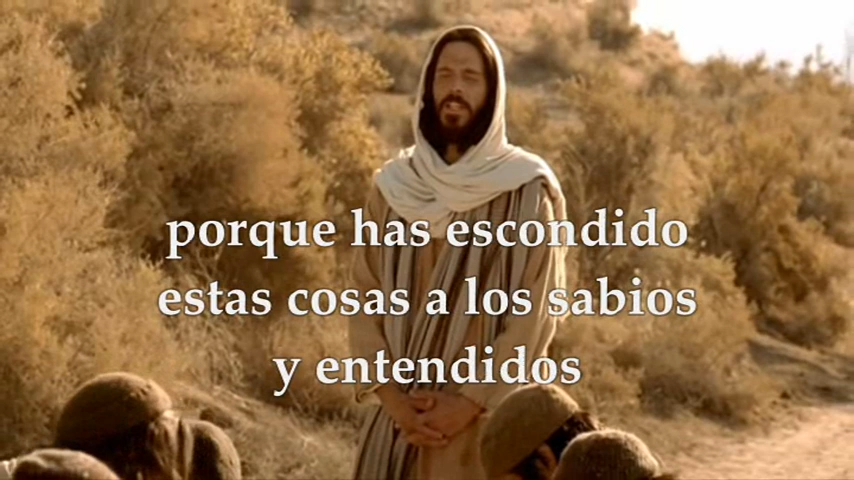 porque has escondido
estas cosas a los sabios
y entendidos